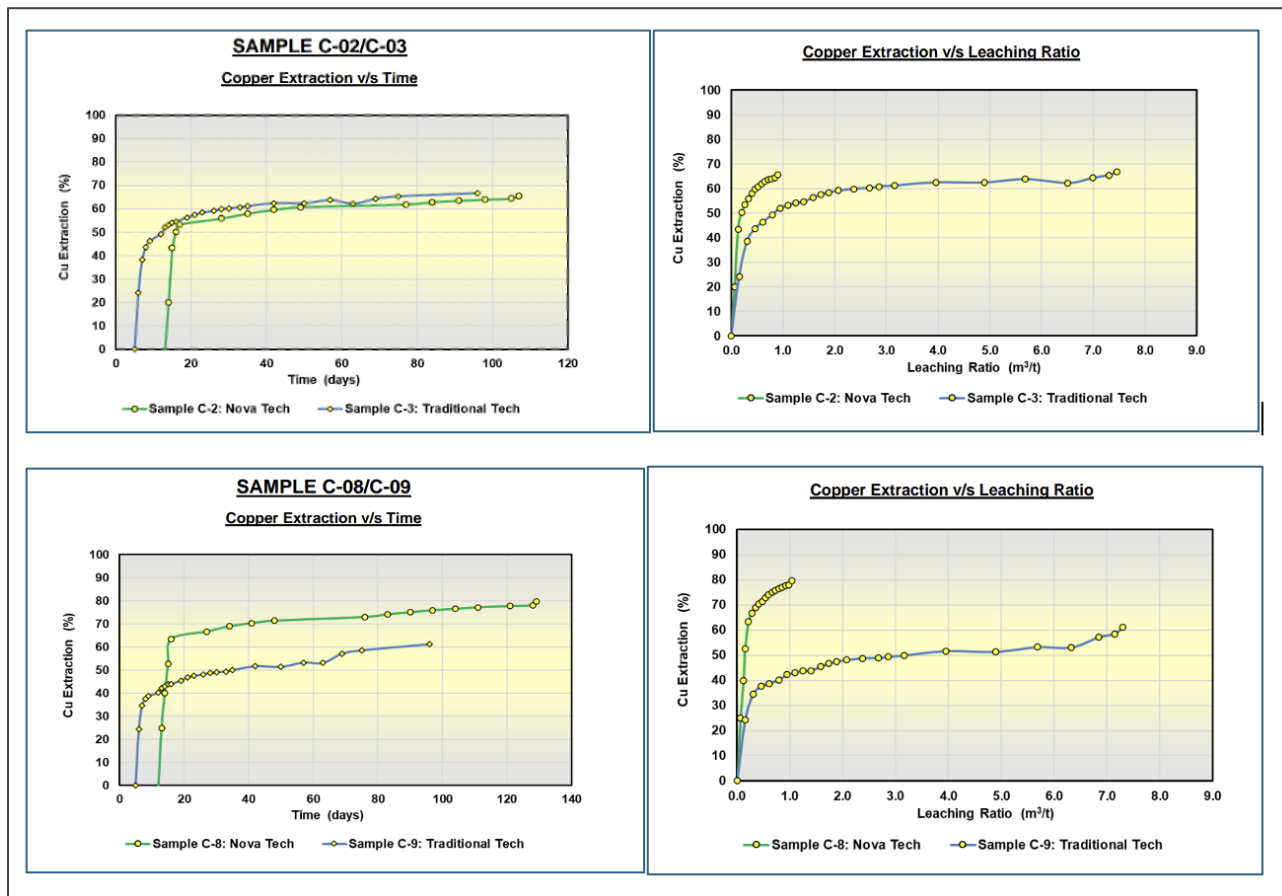 SAMPLE C-02/C-03
Copper Extraction v/s Time
100
90
80
70
60
50
40
30
20
10
0
Cu Extraction (%)
0 20 40 60 80 100 120
Time (days)
Sample C-2: Nova Tech Sample C-3: Traditional Tech
Copper Extraction v/s Leaching Ratio
100
90
80
70
60
50
40
30
20
10
0
Cu Extraction (%)
0.0 1.0 2.0 3.0 4.0 5.0 6.0 7.0 8.0 9.0
Leaching Ratio (m³/t)
Sample C-2: Nova Tech Sample C-3: Traditional Tech
SAMPLE C-08/C-09
Copper Extraction v/s Time
100
90
80
70
60
50
40
30
20
10
0
Cu Extraction (%)
0 20 40 60 80 100 120 140
Time (days)
Sample C-8: Nova Tech Sample C-9: Traditional Tech
Copper Extraction v/s Leaching Ratio
100
90
80
70
60
50
40
30
20
10
0
Cu Extraction (%)
0.0 1.0 2.0 3.0 4.0 5.0 6.0 7.0 8.0 9.0
Leaching Ratio (m³/t)
Sample C-8: Nova Tech Sample C-9: Traditional Tech